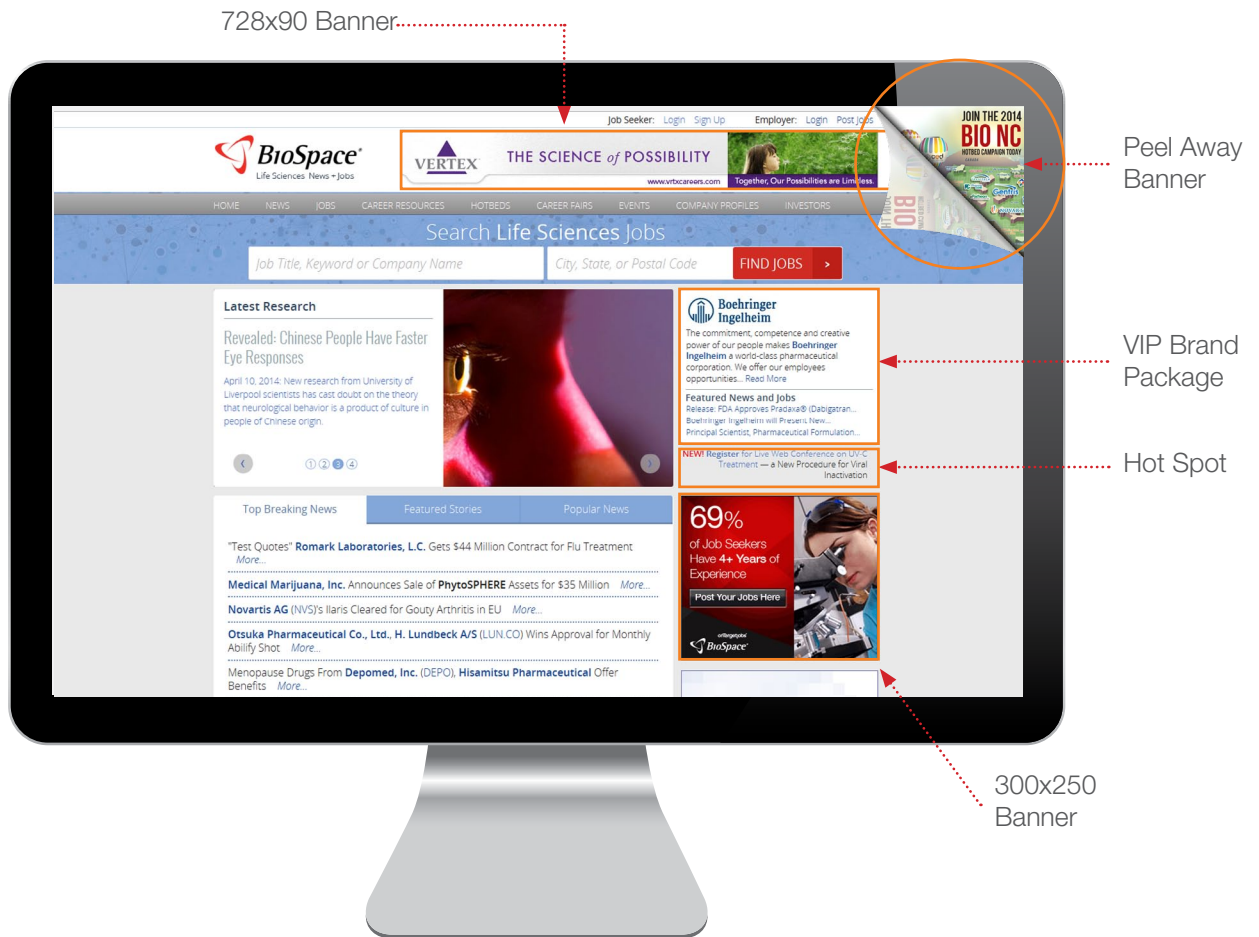 728x90 Banner
Job Seeker: Login Sign Up Employer: Login Post Jobs
JOIN THE 2014
BIO NC
HOTBED CAMPAIGN TODAY
Peel Away
Banner
BioSpace
Life Sciences News + Jobs
VERTEX
THE SCIENCE of POSSIBILITY
www.vrtxcareers.com
Together, Our Possibilities are Limitless.
HOME NEWS JOBS CAREER RESOURCES HOTBEDS CAREER FAIRS EVENTS COMPANY PROFILES INVESTORS
Search Life Sciences Jobs
Job Title, Keyword or Company Name
City, State, or Postal Code
FIND JOBS >
Latest Research
Revealed: Chinese People Have Faster
Eye Responses
April 10, 2014: New research from University of
Liverpool scientists has cast doubt on the theory
that neurological behavior is a product of culture in
people of Chinese origin.
1 2 3 4
Boehringer
Ingelheim
The commitment, competence and creative
power of our people makes Boehringer
Ingelheim a world-class pharmaceutical
corporation. We offer our employees
opportunities... Read More
Featured News and Jobs
Release: FDA Approves Pradaxa® (Dabigatran...
Boehringer Ingelheim will Present New...
Principal Scientist, Pharmaceutical Formulation...
VIP Brand
Package
NEW! Register for Live Web Conference on UV-C
Treatment — a New Procedure for Viral
Inactivation
Hot Spot
Top Breaking News
Featured Stories
Popular News
"Test Quotes" Romark Laboratories, L.C. Gets $44 Million Contract for Flu Treatment
More...
Medical Marijuana, Inc. Announces Sale of PhytoSPHERE Assets for $35 Million More...
Novartis AG (NVS)'s Ilaris Cleared for Gouty Arthritis in EU More...
Otsuka Pharmaceutical Co., Ltd., H. Lundbeck A/S (LUN.CO) Wins Approval for Monthly
Abilify Shot More...
Menopause Drugs From Depomed, Inc. (DEPO), Hisamitsu Pharmaceutical Offer
Benefits More...
69%
of Job Seekers
Have 4+ Years of
Experience
Post Your Jobs Here
onTargetjobs
BioSpace
300x250
Banner